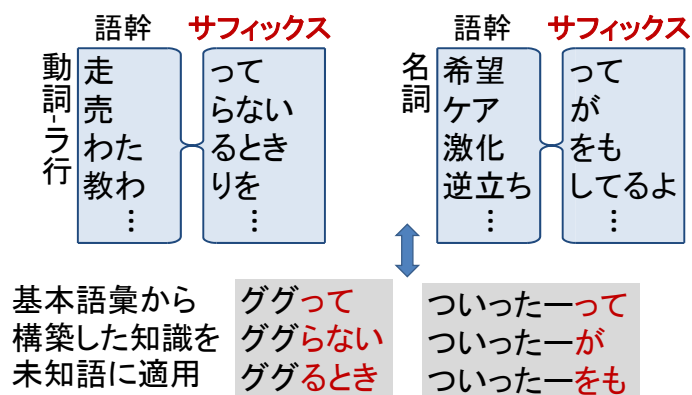 語幹 サフィックス
動詞-ラ行
走 って
売 らない
わた るとき
教わ りを
… …
語幹 サフィックス
名詞
希望 って
ケア が
激化 をも
逆立ち してるよ
… …
基本語彙から
構築した知識を
未知語に適用
ググって
ググらない
ググるとき
ついったーって
ついったーが
ついったーをも